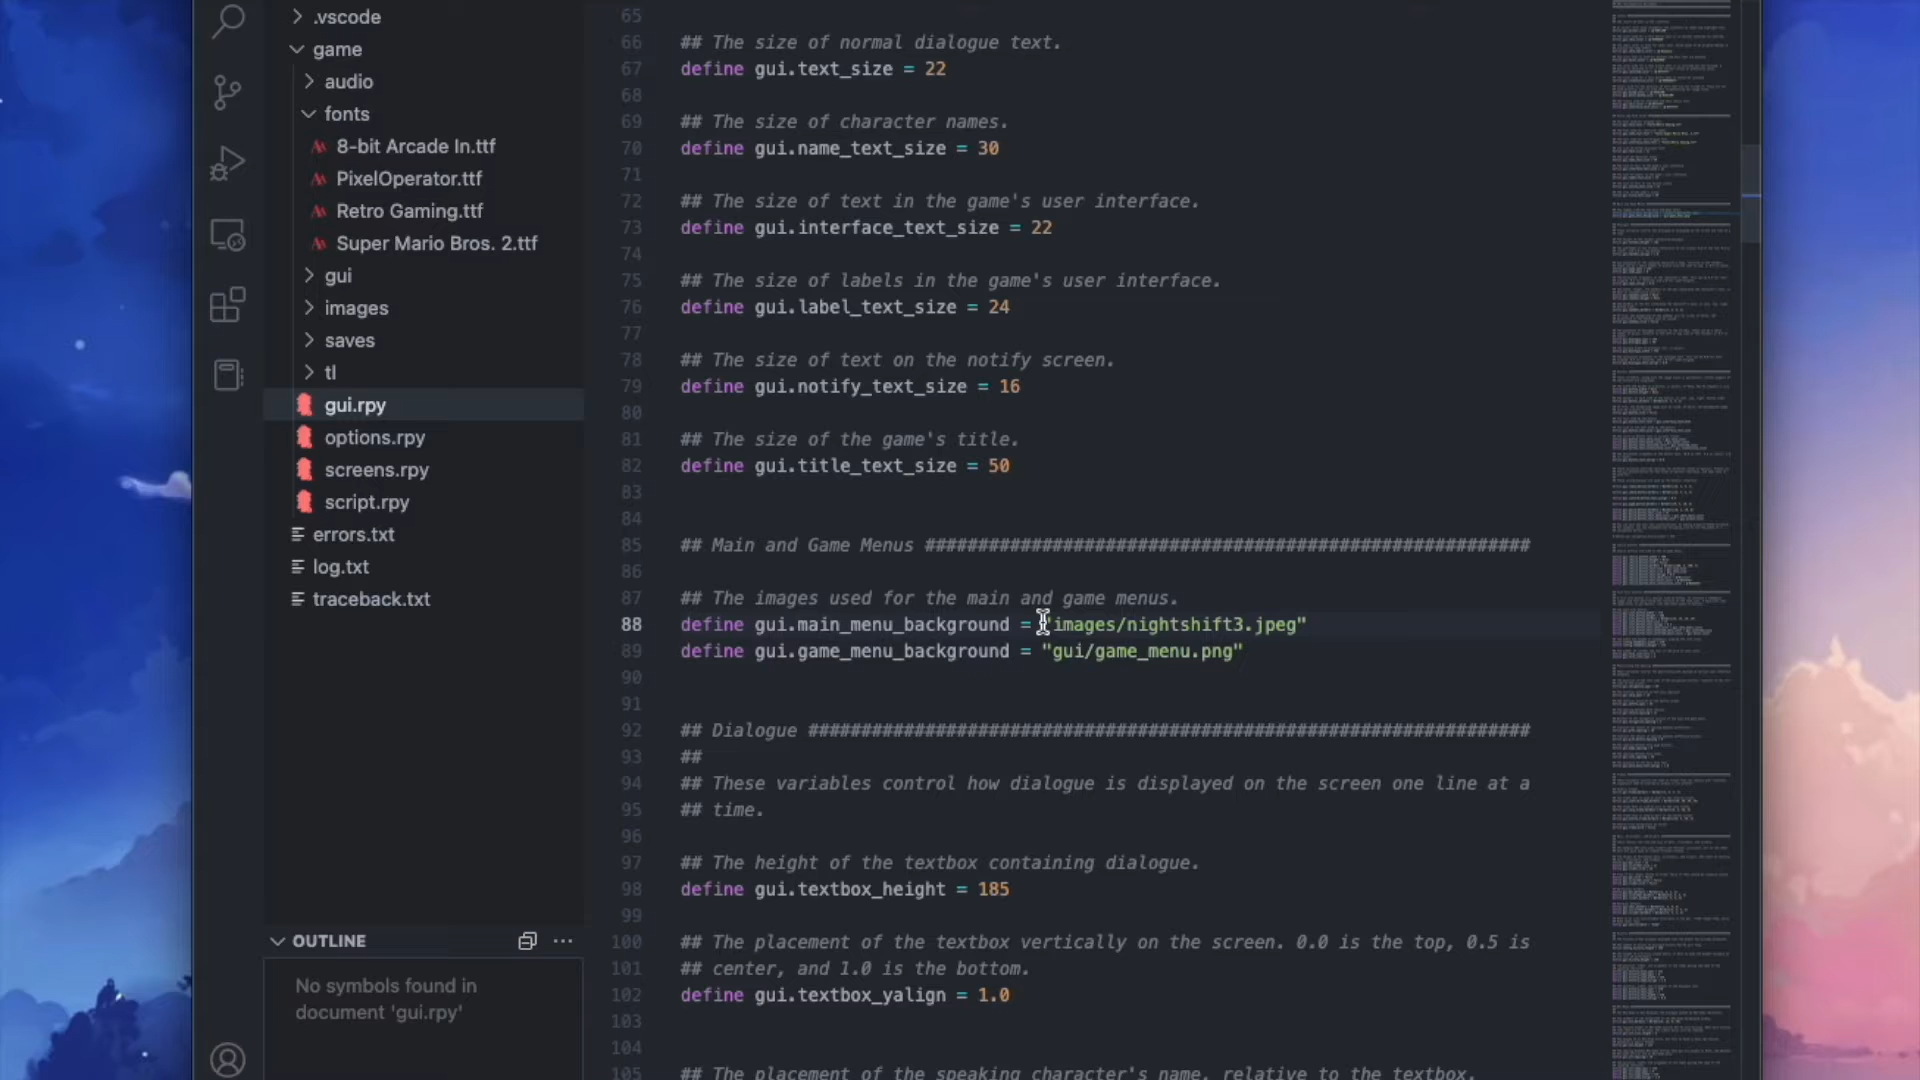 .vscode
game
audio
fonts
8-bit Arcade In.ttf
PixelOperator.ttf
Retro Gaming.ttf
Super Mario Bros. 2.ttf
gui
images
saves
tl
gui.rpy
options.rpy
screens.rpy
script.rpy
errors.txt
log.txt
traceback.txt
OUTLINE
No symbols found in
document 'gui.rpy'
65
66 ## The size of normal dialogue text.
67 define gui.text_size = 22
68
69 ## The size of character names.
70 define gui.name_text_size = 30
71
72 ## The size of text in the game's user interface.
73 define gui.interface_text_size = 22
74
75 ## The size of labels in the game's user interface.
76 define gui.label_text_size = 24
77
78 ## The size of text on the notify screen.
79 define gui.notify_text_size = 16
80
81 ## The size of the game's title.
82 define gui.title_text_size = 50
83
84
85 ## Main and Game Menus #########################################################
86
87 ## The images used for the main and game menus.
88 define gui.main_menu_background = "images/nightshift3.jpeg"
89 define gui.game_menu_background = "gui/game_menu.png"
90
91
92 ## Dialogue ####################################################################
93 ##
94 ## These variables control how dialogue is displayed on the screen one line at a
95 ## time.
96
97 ## The height of the textbox containing dialogue.
98 define gui.textbox_height = 185
99
100 ## The placement of the textbox vertically on the screen. 0.0 is the top, 0.5 is
101 ## center, and 1.0 is the bottom.
102 define gui.textbox_yalign = 1.0
103
104
105 ## The placement of the speaking character's name, relative to the textbox.